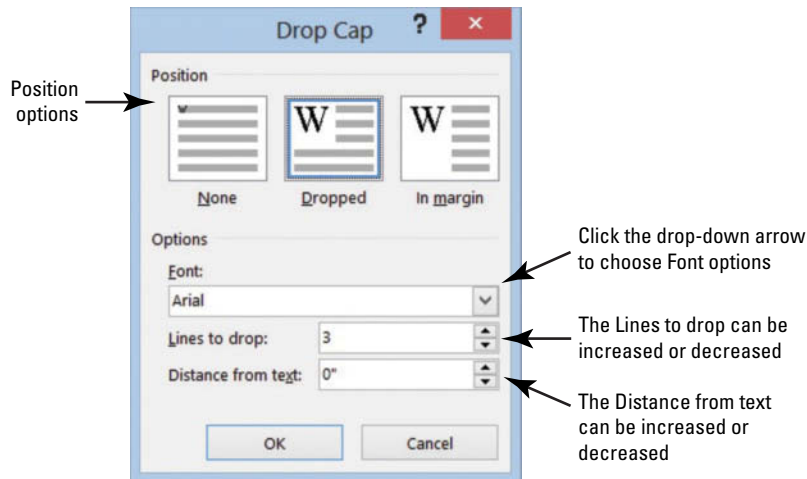 Drop Cap ?
Position
Position
options
W W
None Dropped In margin
Options
Click the drop-down arrow
to choose Font options
Font:
Arial
The Lines to drop can be
increased or decreased
Lines to drop: 3
Distance from text: 0"
The Distance from text
can be increased or
decreased
OK Cancel